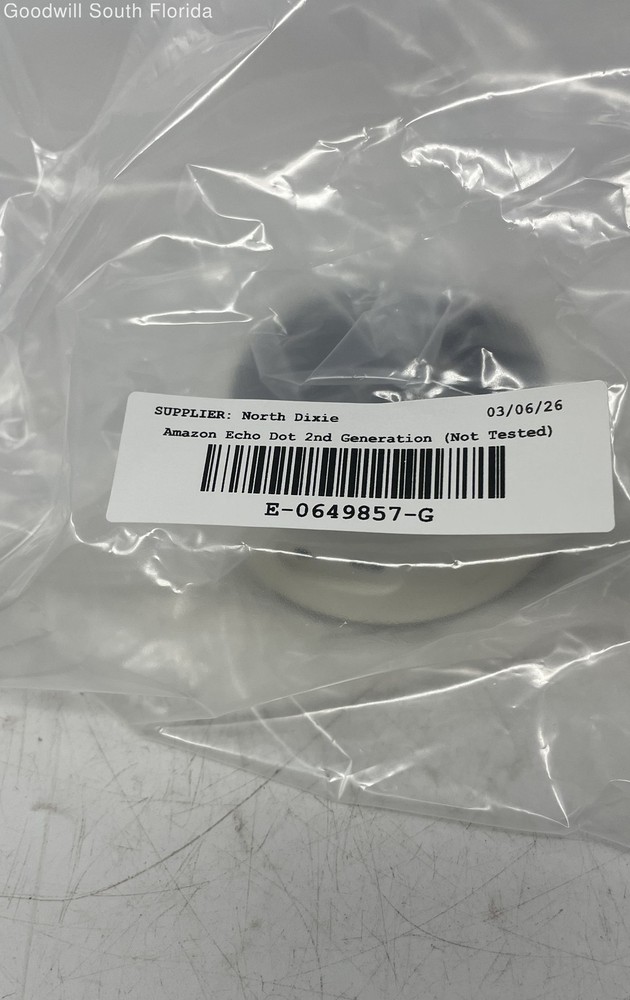 Goodwill South Florida
SUPPLIER: North Dixie 03/06/26
Amazon Echo Dot 2nd Generation (Not Tested)
E-0649857-G